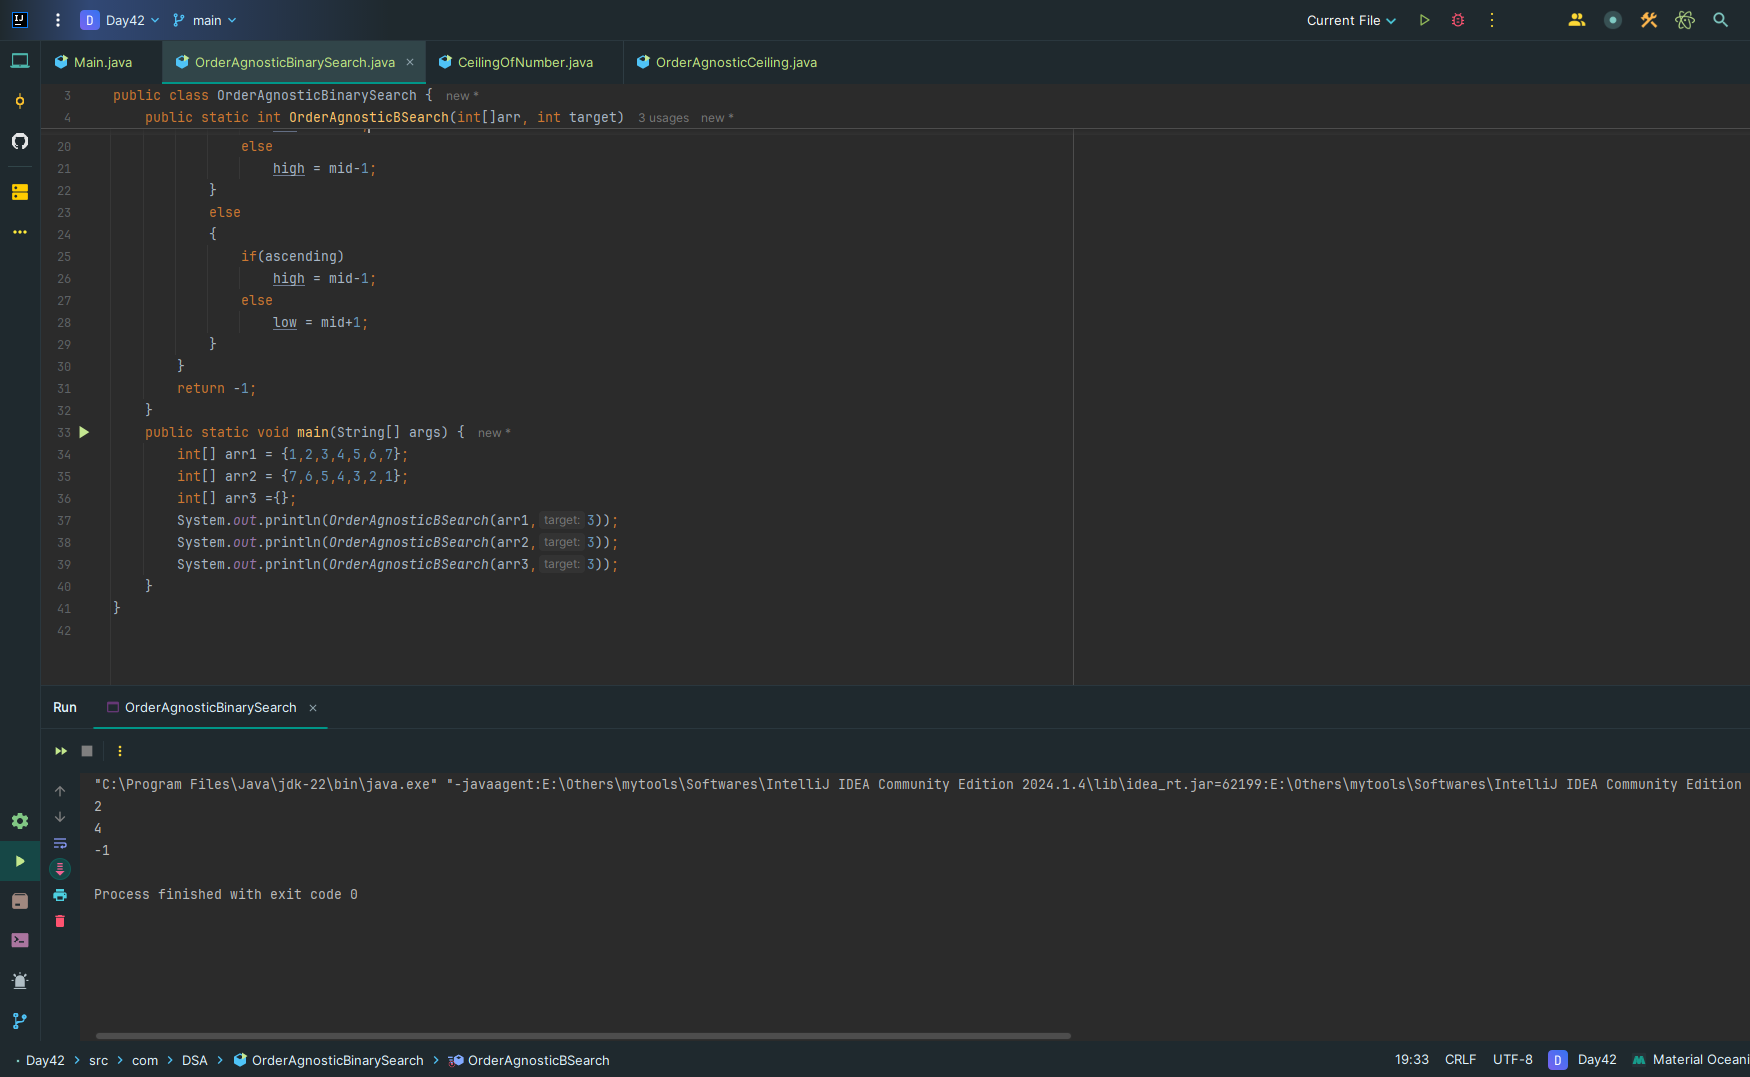 Day42 main Current File
Main.java OrderAgnosticBinarySearch.java CeilingOfNumber.java OrderAgnosticCeiling.java
3 public class OrderAgnosticBinarySearch { new *
4 public static int OrderAgnosticBSearch(int[]arr, int target) 3 usages new *
20 else
21 high = mid-1;
22 }
23 else
24 {
25 if(ascending)
26 high = mid-1;
27 else
28 low = mid+1;
29 }
30 }
31 return -1;
32 }
33 public static void main(String[] args) { new *
34 int[] arr1 = {1,2,3,4,5,6,7};
35 int[] arr2 = {7,6,5,4,3,2,1};
36 int[] arr3 ={};
37 System.out.println(OrderAgnosticBSearch(arr1, target: 3));
38 System.out.println(OrderAgnosticBSearch(arr2, target: 3));
39 System.out.println(OrderAgnosticBSearch(arr3, target: 3));
40 }
41 }
42
Run OrderAgnosticBinarySearch
"C:\Program Files\Java\jdk-22\bin\java.exe" "-javaagent:E:\Others\mytools\Softwares\IntelliJ IDEA Community Edition 2024.1.4\lib\idea_rt.jar=62199:E:\Others\mytools\Softwares\IntelliJ IDEA Community Edition
2
4
-1
Process finished with exit code 0
Day42 > src > com > DSA > OrderAgnosticBinarySearch > OrderAgnosticBSearch 19:33 CRLF UTF-8 D Day42 Material Oceani